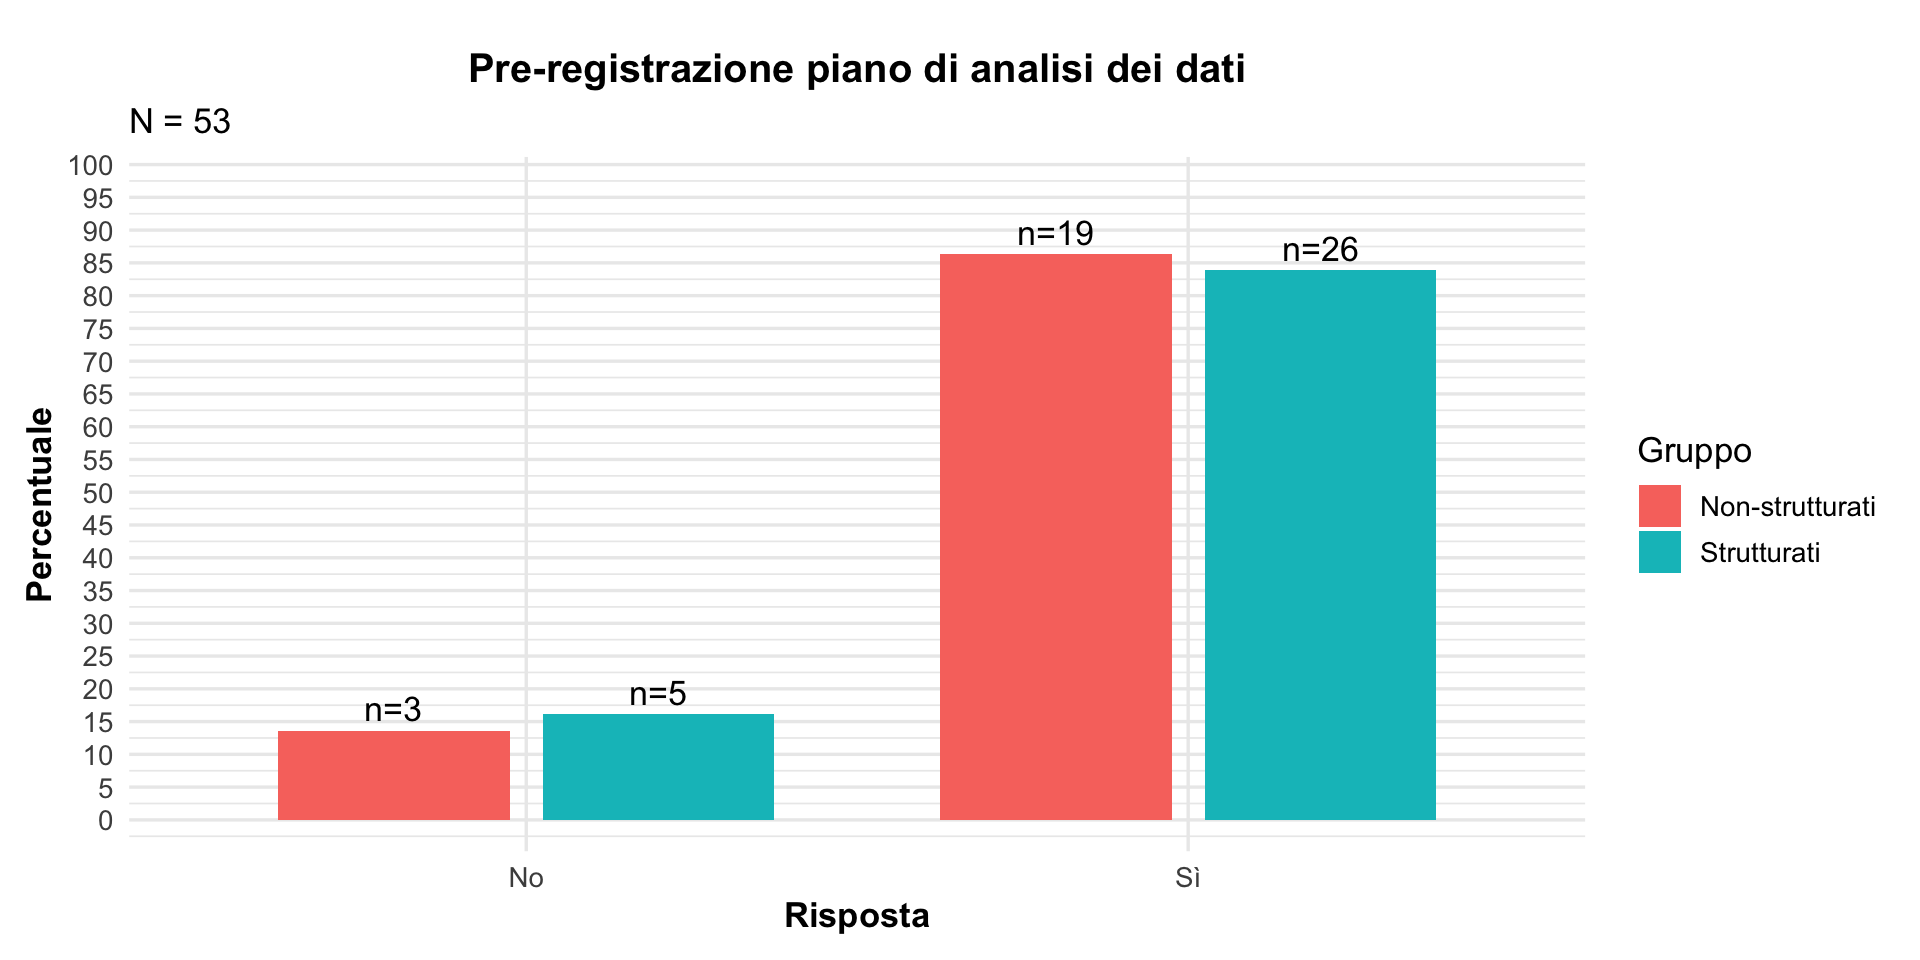 Pre-registrazione piano di analisi dei dati
N = 53
100
95
90
85
80
75
70
65
60
55
50
45
40
35
30
25
20
15
10
5
0
Percentuale
n=3
n=5
n=19
n=26
No
Sì
Risposta
Gruppo
Non-strutturati
Strutturati